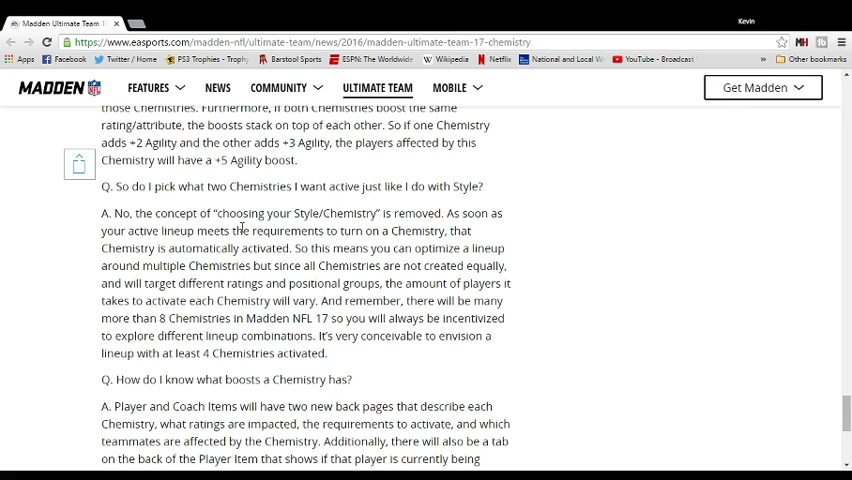 Madden Ultimate Team 1
Kevin
https://www.easports.com/madden-nfl/ultimate-team/news/2016/madden-ultimate-team-17-chemistry
Apps Facebook Twitter / Home PS3 Trophies - Trophy Barstool Sports ESPN: The Worldwide Wikipedia Netflix National and Local We YouTube - Broadcast » Other bookmarks
MADDEN NFL FEATURES NEWS COMMUNITY ULTIMATE TEAM MOBILE Get Madden
those Chemistries. Furthermore, if both Chemistries boost the same
rating/attribute, the boosts stack on top of each other. So if one Chemistry
adds +2 Agility and the other adds +3 Agility, the players affected by this
Chemistry will have a +5 Agility boost.
Q. So do I pick what two Chemistries I want active just like I do with Style?
A. No, the concept of “choosing your Style/Chemistry” is removed. As soon as
your active lineup meets the requirements to turn on a Chemistry, that
Chemistry is automatically activated. So this means you can optimize a lineup
around multiple Chemistries but since all Chemistries are not created equally,
and will target different ratings and positional groups, the amount of players it
takes to activate each Chemistry will vary. And remember, there will be many
more than 8 Chemistries in Madden NFL 17 so you will always be incentivized
to explore different lineup combinations. It’s very conceivable to envision a
lineup with at least 4 Chemistries activated.
Q. How do I know what boosts a Chemistry has?
A. Player and Coach Items will have two new back pages that describe each
Chemistry, what ratings are impacted, the requirements to activate, and which
teammates are affected by the Chemistry. Additionally, there will also be a tab
on the back of the Player Item that shows if that player is currently being